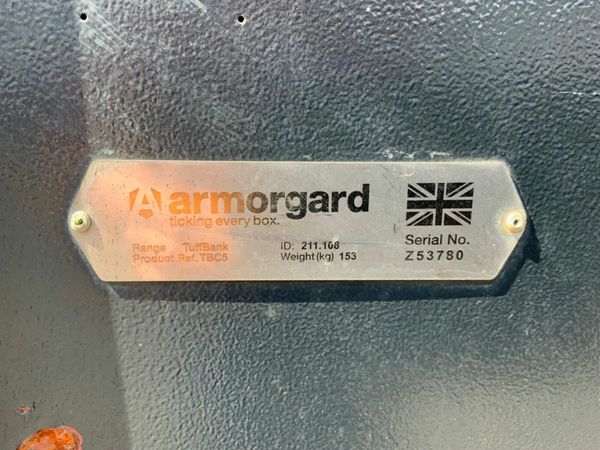 armorgard
ticking every box.
Range TuffBank
Product Ref. TBC5
ID: 211.108
Weight(kg) 153
Serial No.
Z53780